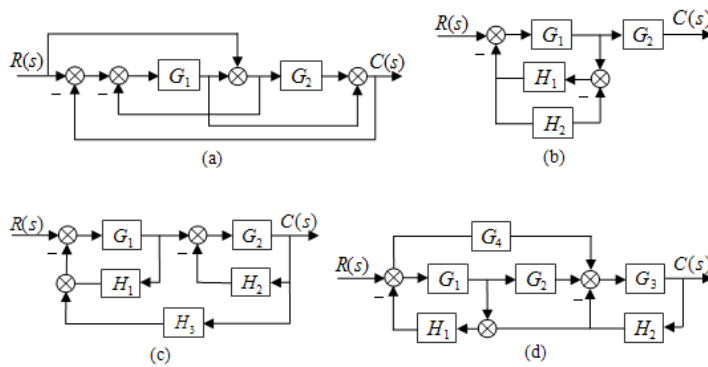 R(s)
G₁
G₂
C(s)
−
−
(a)
R(s)
G₁
G₂
C(s)
−
H₁
−
H₂
(b)
R(s)
G₁
G₂
C(s)
−
−
H₁
H₂
H₃
(c)
G₄
R(s)
G₁
G₂
G₃
C(s)
−
−
H₁
H₂
(d)